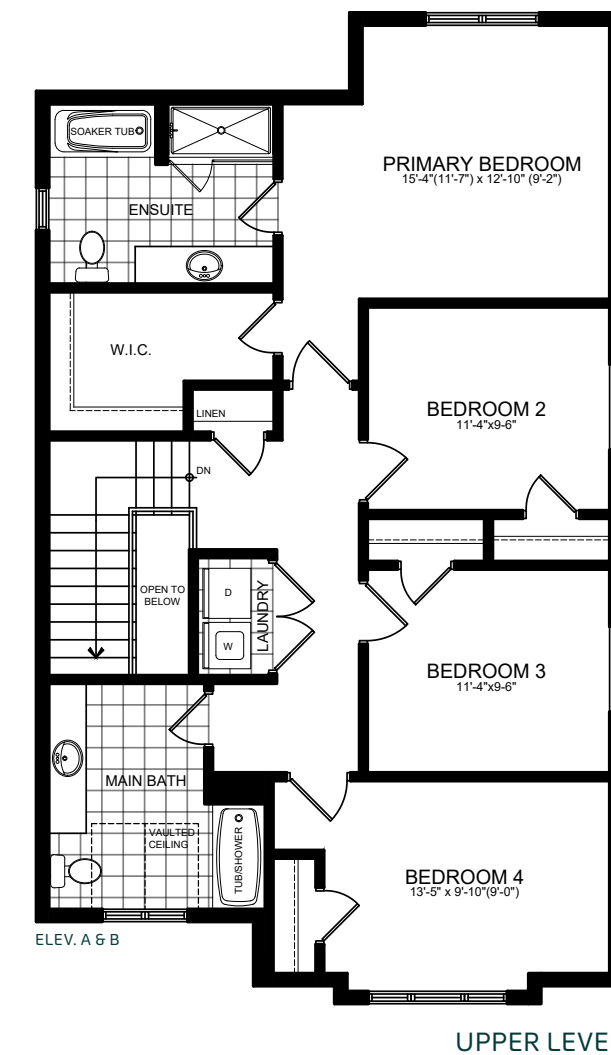 SOAKER TUB
PRIMARY BEDROOM
15'-4"(11'-7") x 12'-10" (9'-2")
ENSUITE
W.I.C.
LINEN
BEDROOM 2
11'-4"x9-6"
DN
OPEN TO
BELOW
D
W
LAUNDRY
BEDROOM 3
11'-4"x9-6"
MAIN BATH
VAULTED
CEILING
TUB/SHOWER
BEDROOM 4
13'-5" x 9'-10"(9'-0")
ELEV. A & B
UPPER LEVE